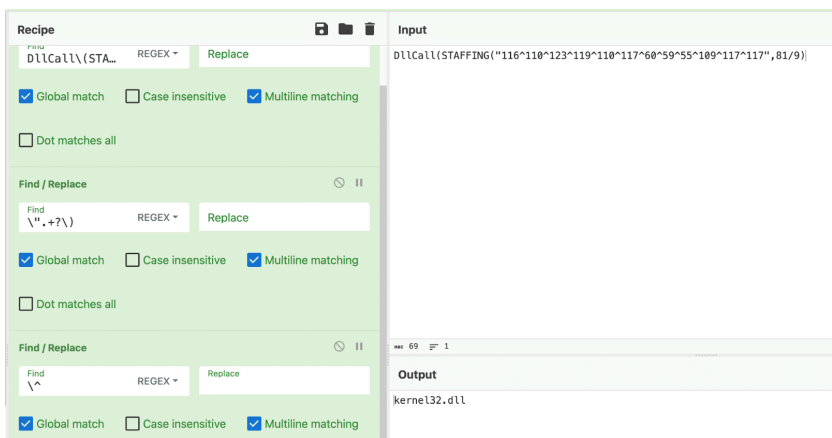 Recipe
Input
Find
DllCall\(STA…
REGEX
Replace
Global match
Case insensitive
Multiline matching
Dot matches all
Find / Replace
Find
\".+?\)
REGEX
Replace
Global match
Case insensitive
Multiline matching
Dot matches all
Find / Replace
Find
\^
REGEX
Replace
Global match
Case insensitive
Multiline matching
DllCall(STAFFING("116^110^123^119^110^117^60^59^55^109^117^117",81/9)
69
1
Output
kernel32.dll